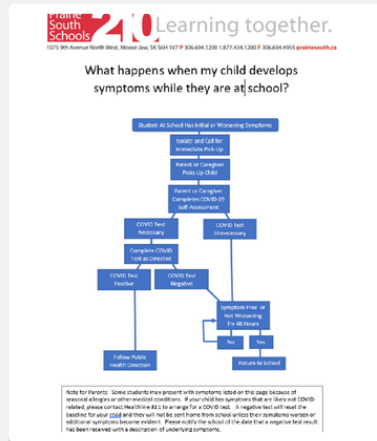 Prairie
South
Schools
210
Learning together.
1075 9th Avenue North West, Moose Jaw, SK S6H 1V7 P 306.694.1200 1.877.434.1200 F 306.694.4955 prairiesouth.ca
What happens when my child develops
symptoms while they are at school?
Student At School Has Initial or Worsening Symptoms
Isolate and Call for
Immediate Pick-Up
Parent or Caregiver
Picks Up Child
Parent or Caregiver
Completes COVID-19
Self-Assessment
COVID Test
Necessary
COVID Test
Unnecessary
Complete COVID
Test as Directed
COVID Test
Positive
COVID Test
Negative
Symptom Free or
Not Worsening
for 48 Hours
No
Yes
Follow Public
Health Direction
Return to School
Note for Parents: Some students may present with symptoms listed on this page because of
seasonal allergies or other medical conditions. If your child has symptoms that are likely not COVID-
related, please contact HealthLine 811 to arrange for a COVID test. A negative test will reset the
baseline for your child and they will not be sent home from school unless their symptoms worsen or
additional symptoms become evident. Please notify the school of the date that a negative test result
has been received with a description of underlying symptoms.